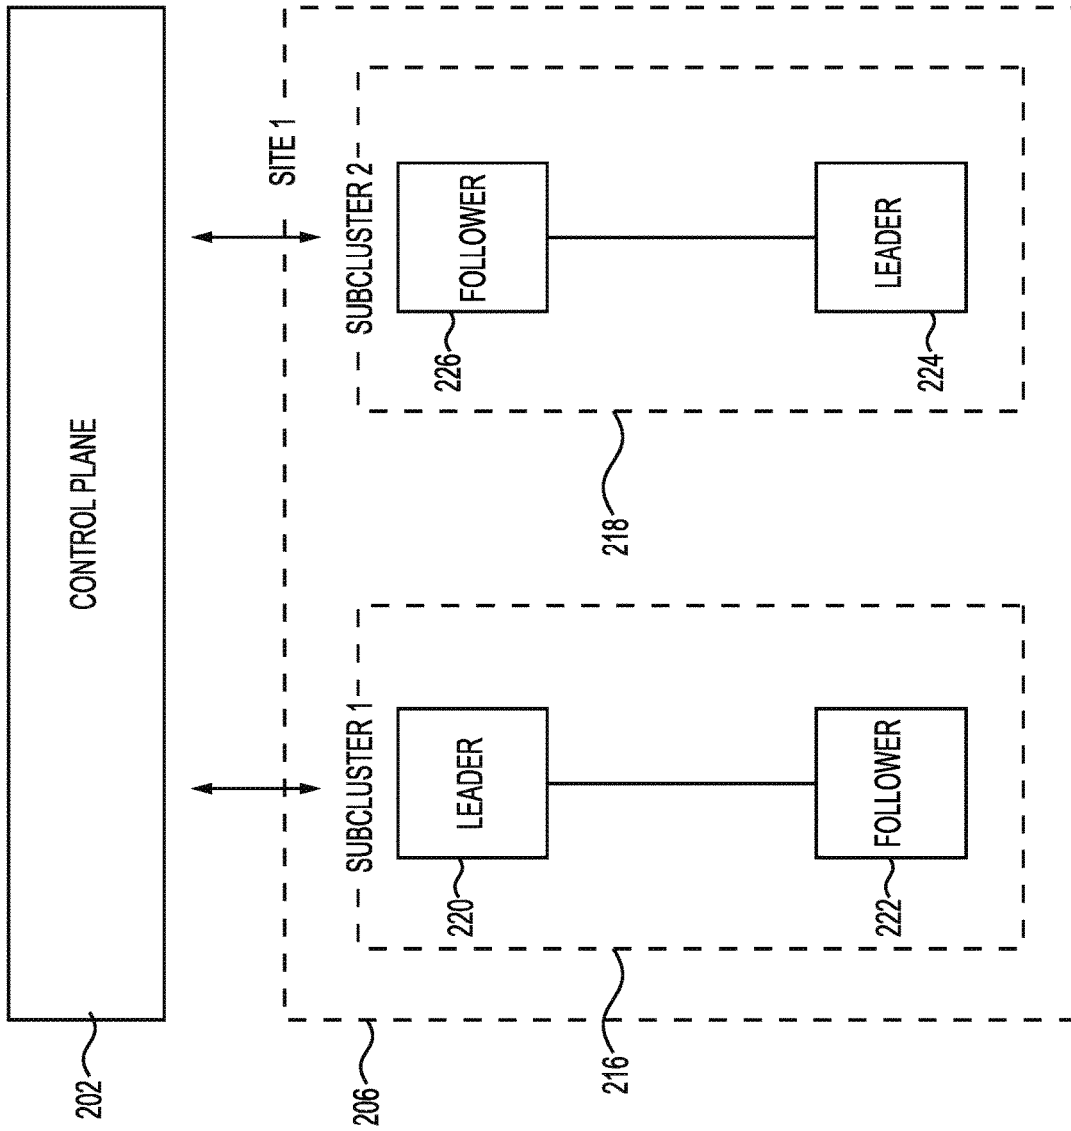 CONTROL PLANE
202
SITE 1
206
SUBCLUSTER 1
SUBCLUSTER 2
LEADER
220
FOLLOWER
226
216
218
FOLLOWER
222
LEADER
224